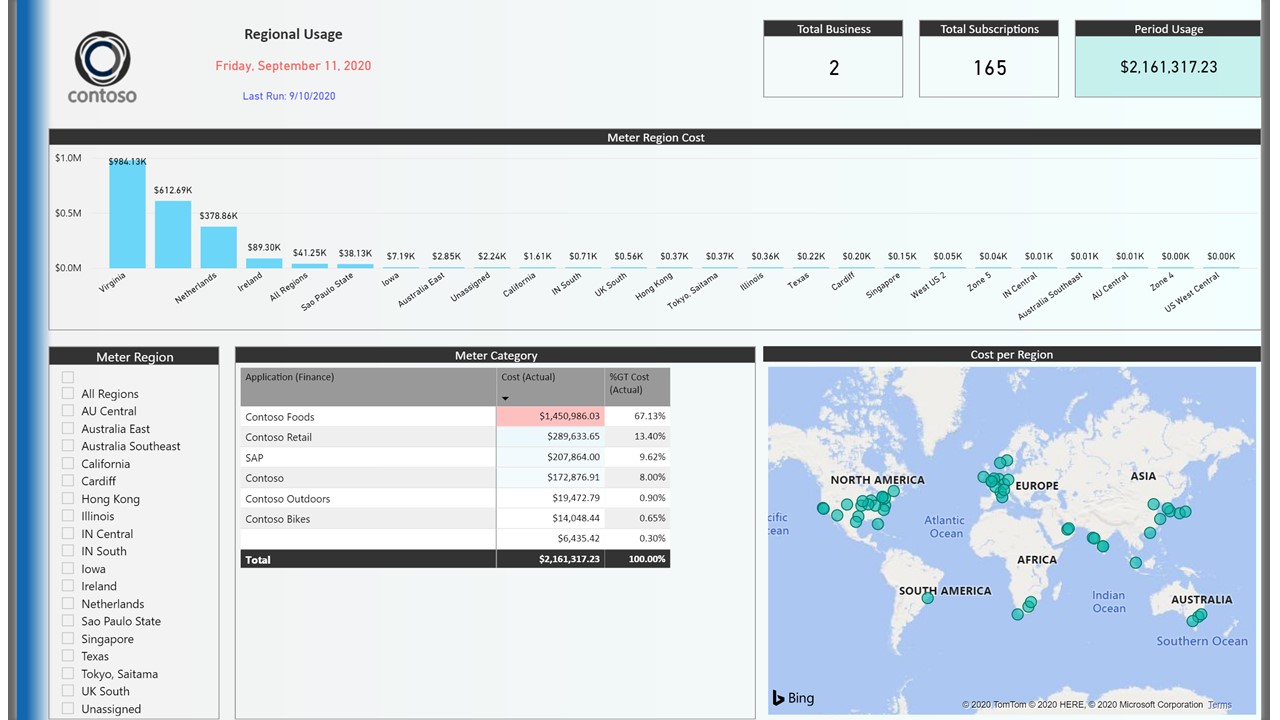 contoso
Regional Usage
Friday, September 11, 2020
Last Run: 9/10/2020
Total Business
2
Total Subscriptions
165
Period Usage
$2,161,317.23
Meter Region Cost
$1.0M
$0.5M
$0.0M
$984.13K
$612.69K
$378.86K
$89.30K
$41.25K
$38.13K
$7.19K
$2.85K
$2.24K
$1.61K
$0.71K
$0.56K
$0.37K
$0.37K
$0.36K
$0.22K
$0.20K
$0.15K
$0.05K
$0.04K
$0.01K
$0.01K
$0.01K
$0.00K
$0.00K
Virginia
Netherlands
Ireland
All Regions
Sao Paulo State
Iowa
Australia East
Unassigned
California
IN South
UK South
Hong Kong
Tokyo, Saitama
Illinois
Texas
Cardiff
Singapore
West US 2
Zone 5
IN Central
Australia Southeast
AU Central
Zone 4
US West Central
Meter Region
All Regions
AU Central
Australia East
Australia Southeast
California
Cardiff
Hong Kong
Illinois
IN Central
IN South
Iowa
Ireland
Netherlands
Sao Paulo State
Singapore
Texas
Tokyo, Saitama
UK South
Unassigned
Meter Category
Application (Finance) Cost (Actual) %GT Cost
(Actual)
Contoso Foods $1,450,986.03 67.13%
Contoso Retail $289,633.65 13.40%
SAP $207,864.00 9.62%
Contoso $172,876.91 8.00%
Contoso Outdoors $19,472.79 0.90%
Contoso Bikes $14,048.44 0.65%
$6,435.42 0.30%
Total $2,161,317.23 100.00%
Cost per Region
NORTH AMERICA
EUROPE
ASIA
cific
ean
Atlantic
Ocean
AFRICA
SOUTH AMERICA
Indian
Ocean
AUSTRALIA
Southern Ocean
Bing
© 2020 TomTom © 2020 HERE, © 2020 Microsoft Corporation Terms